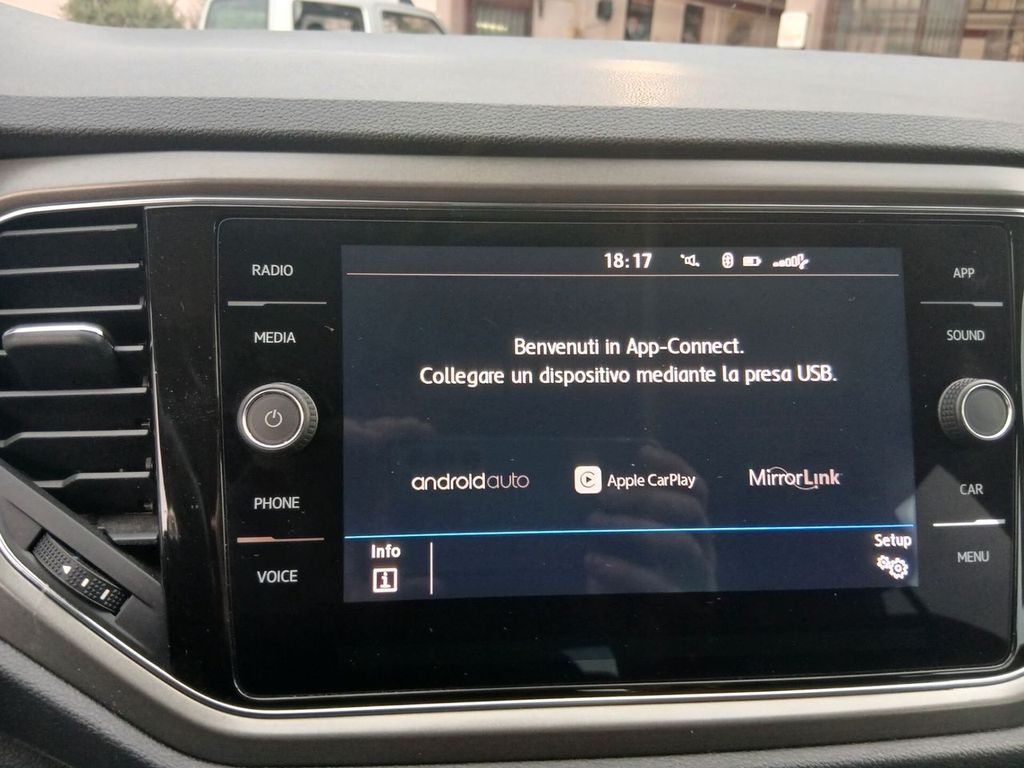 RADIO
MEDIA
PHONE
VOICE
18:17
Benvenuti in App-Connect.
Collegare un dispositivo mediante la presa USB.
androidauto
Apple CarPlay
MirrorLink
Info
Setup
APP
SOUND
CAR
MENU